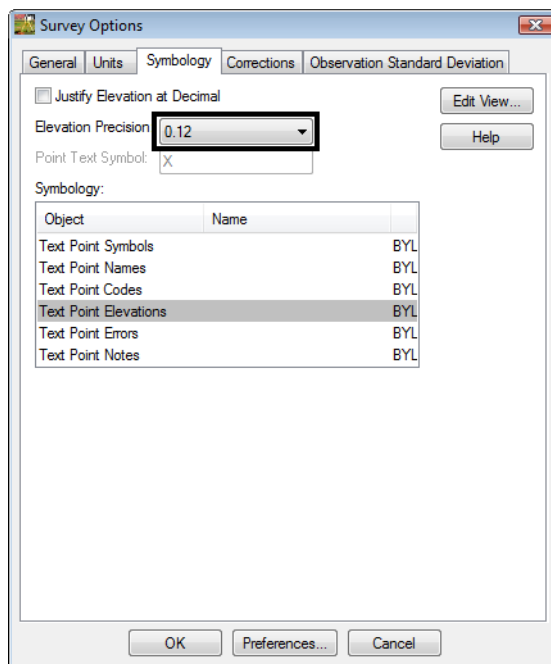 Survey Options
General Units Symbology Corrections Observation Standard Deviation
Justify Elevation at Decimal
Edit View...
Elevation Precision 0.12
Help
Point Text Symbol: X
Symbology:
Object Name
Text Point Symbols BYL
Text Point Names BYL
Text Point Codes BYL
Text Point Elevations BYL
Text Point Errors BYL
Text Point Notes BYL
OK Preferences... Cancel